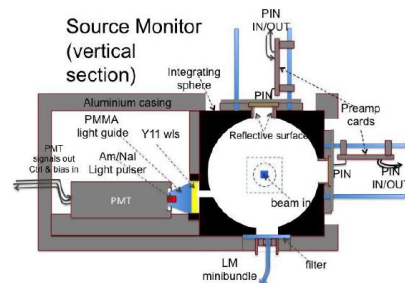 Source Monitor
(vertical
section)
PIN
IN/OUT
Integrating
sphere
PIN
Aluminium casing
Preamp
cards
PMMA
light guide
Y11 wls
Reflective surface
PMT
signals out
Ctrl & bias in
Am/NaI
Light pulser
PIN
PIN
IN/OUT
beam in
PMT
LM
minibundle
filter